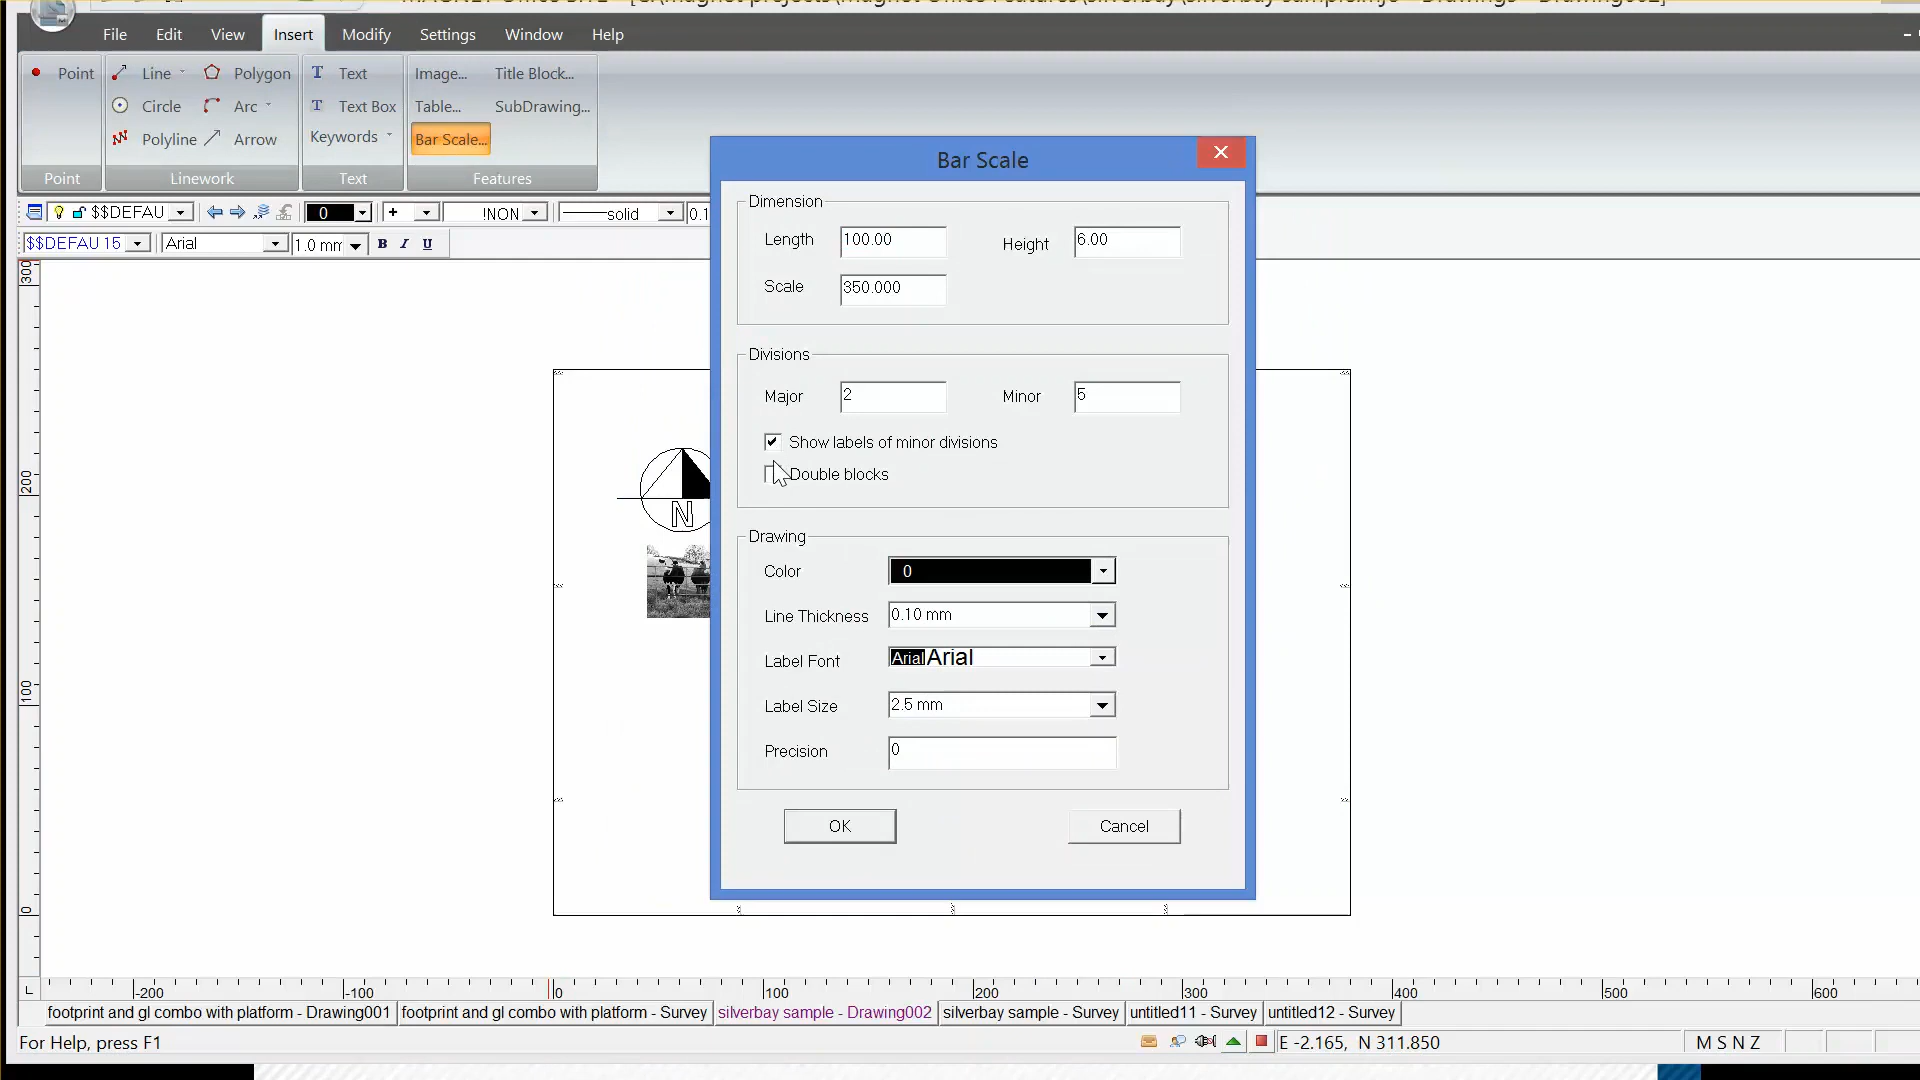 File Edit View Insert Modify Settings Window Help
Point Line Polygon T Text Image... Title Block...
Circle Arc T Text Box Table... SubDrawing...
Polyline Arrow Keywords Bar Scale...
Point Linework Text Features
$$DEFAU 0 + !NON solid 0.1
$$DEFAU 15 Arial 1.0 mm B I U
Bar Scale
Dimension
Length 100.00 Height 6.00
Scale 350.000
Divisions
Major 2 Minor 5
Show labels of minor divisions
Double blocks
Drawing
Color 0
Line Thickness 0.10 mm
Label Font Arial Arial
Label Size 2.5 mm
Precision 0
OK Cancel
N
300
200
100
0
L -200 -100 0 100 200 300 400 500 600
footprint and gl combo with platform - Drawing001 footprint and gl combo with platform - Survey silverbay sample - Drawing002 silverbay sample - Survey untitled11 - Survey untitled12 - Survey
For Help, press F1 E -2.165, N 311.850 M S N Z